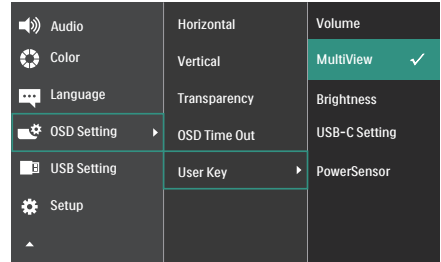 Audio
Color
Language
OSD Setting
USB Setting
Setup
Horizontal
Vertical
Transparency
OSD Time Out
User Key
Volume
MultiView
Brightness
USB-C Setting
PowerSensor